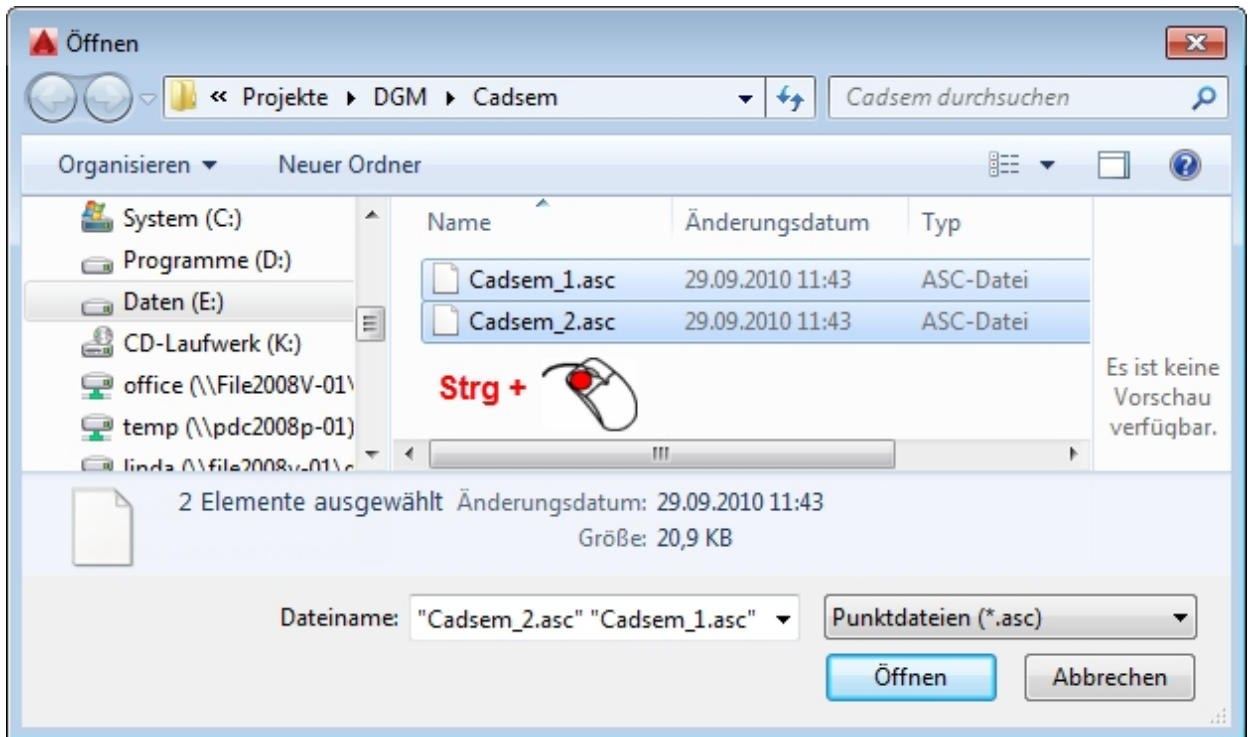 Öffnen
« Projekte ▸ DGM ▸ Cadsem
Cadsem durchsuchen
Organisieren
Neuer Ordner
System (C:)
Programme (D:)
Daten (E:)
CD-Laufwerk (K:)
office (\\File2008V-01\
temp (\\pdc2008p-01)
linda (\\file2008v-01\
Name Änderungsdatum Typ
Cadsem_1.asc 29.09.2010 11:43 ASC-Datei
Cadsem_2.asc 29.09.2010 11:43 ASC-Datei
Strg +
Es ist keine
Vorschau
verfügbar.
2 Elemente ausgewählt Änderungsdatum: 29.09.2010 11:43
Größe: 20,9 KB
Dateiname: "Cadsem_2.asc" "Cadsem_1.asc" Punktdateien (*.asc)
Öffnen Abbrechen